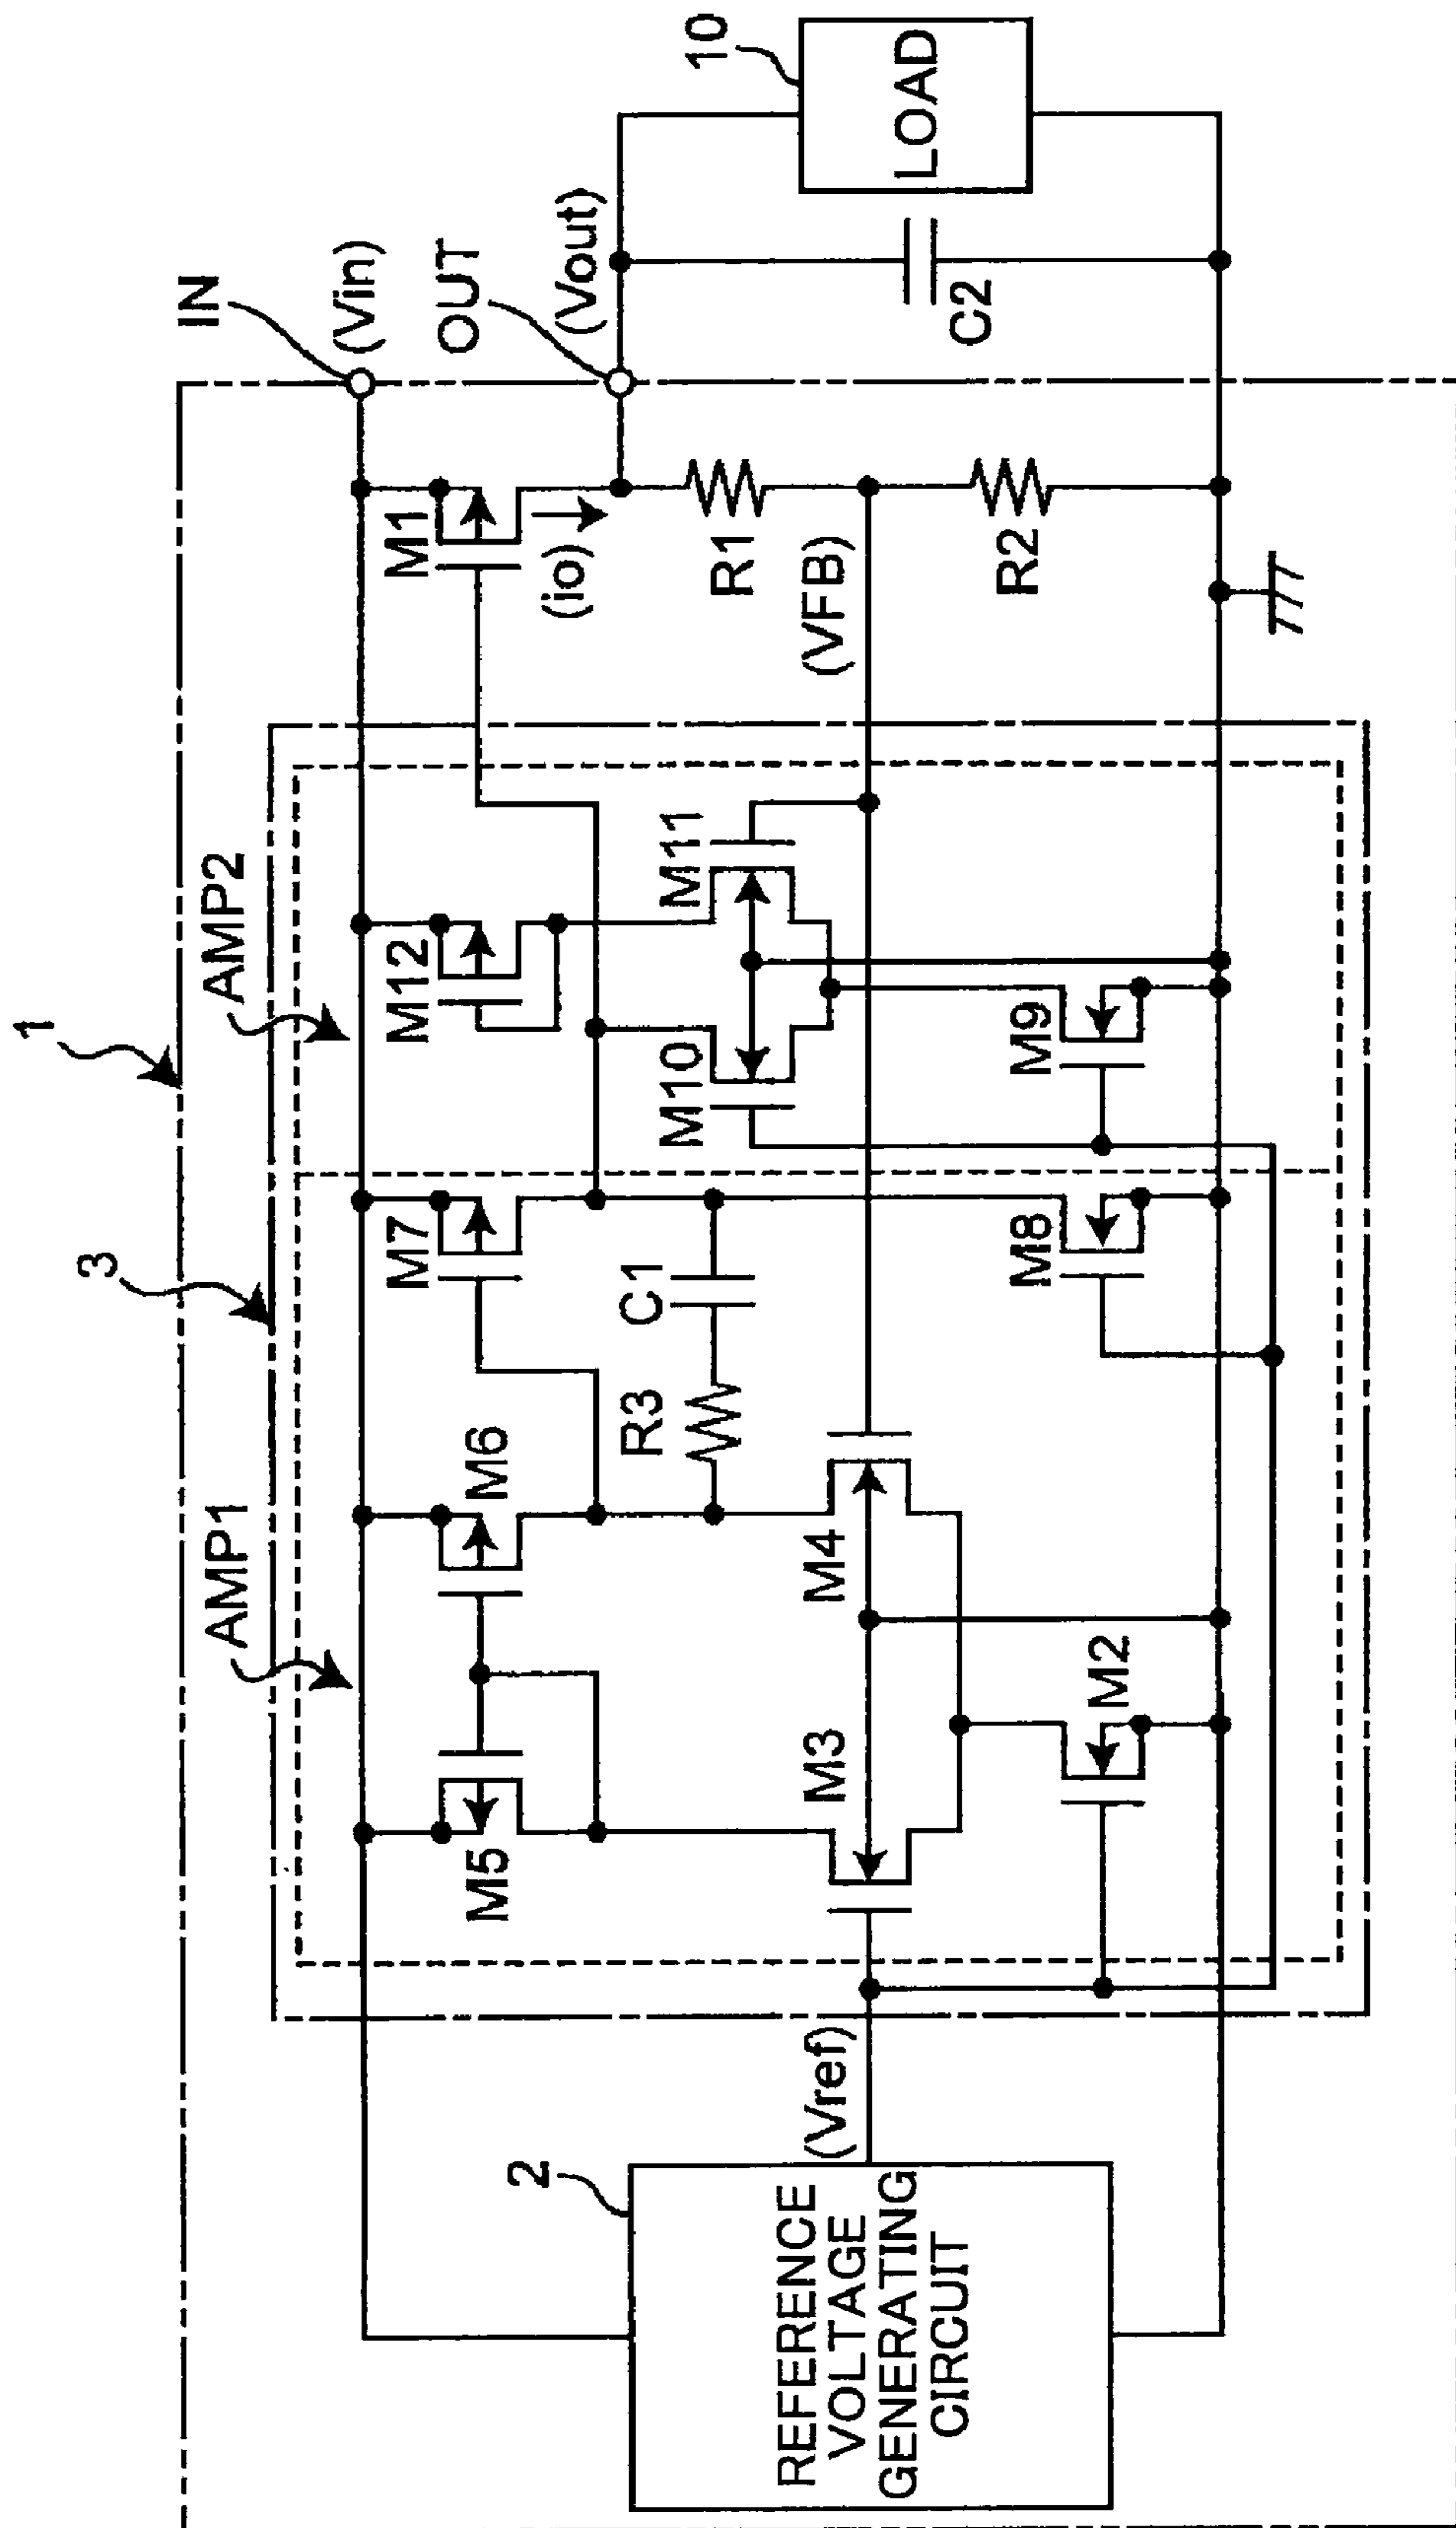 1
IN
(Vin)
3
AMP1
AMP2
OUT
(Vout)
10
LOAD
M5
M6
M7
M12
M1
(io)
2
REFERENCE
VOLTAGE
GENERATING
CIRCUIT
(Vref)
M3
M4
R3
C1
M10
M11
R1
(VFB)
R2
C2
M2
M8
M9